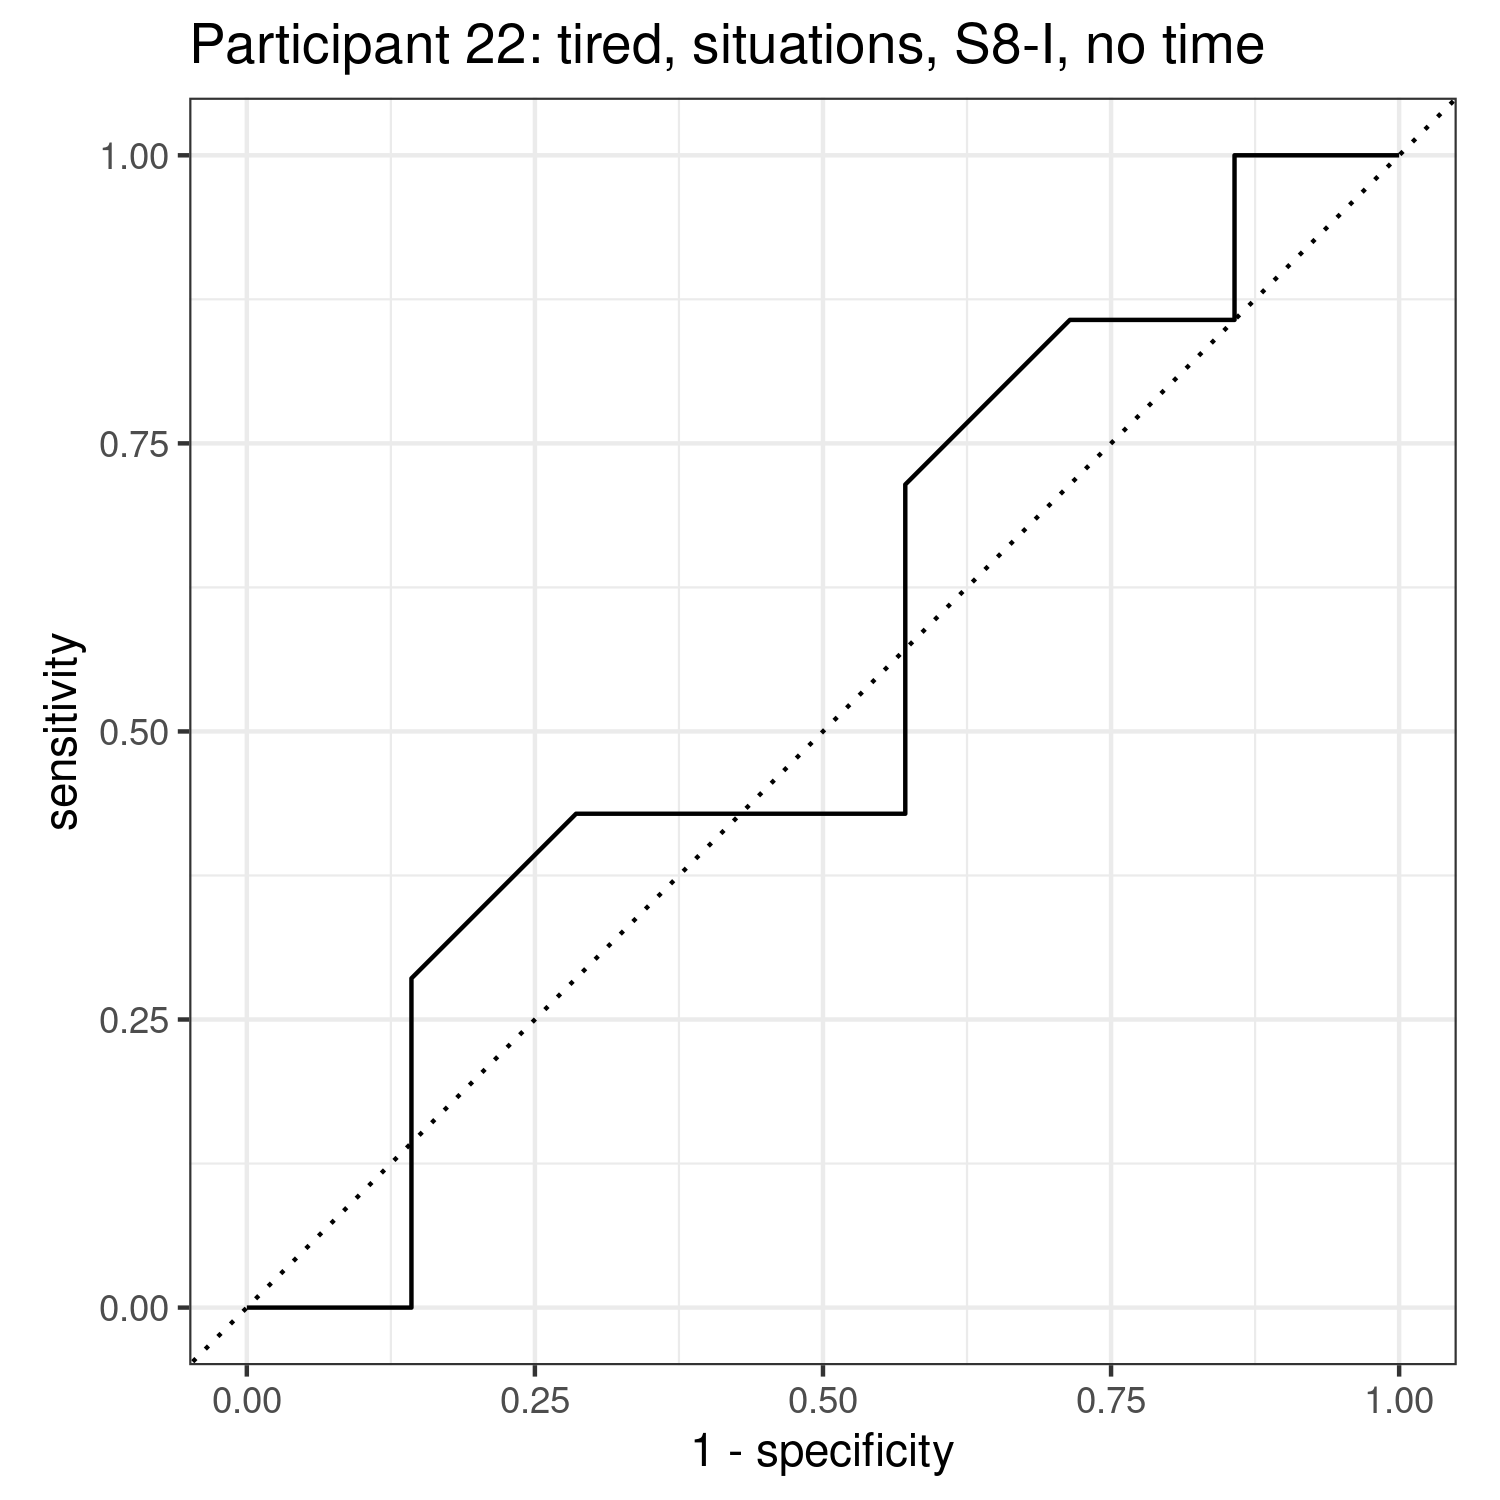 Participant 22: tired, situations, S8-I, no time
1.00
0.75
0.50
0.25
0.00
sensitivity
0.00 0.25 0.50 0.75 1.00
1 - specificity